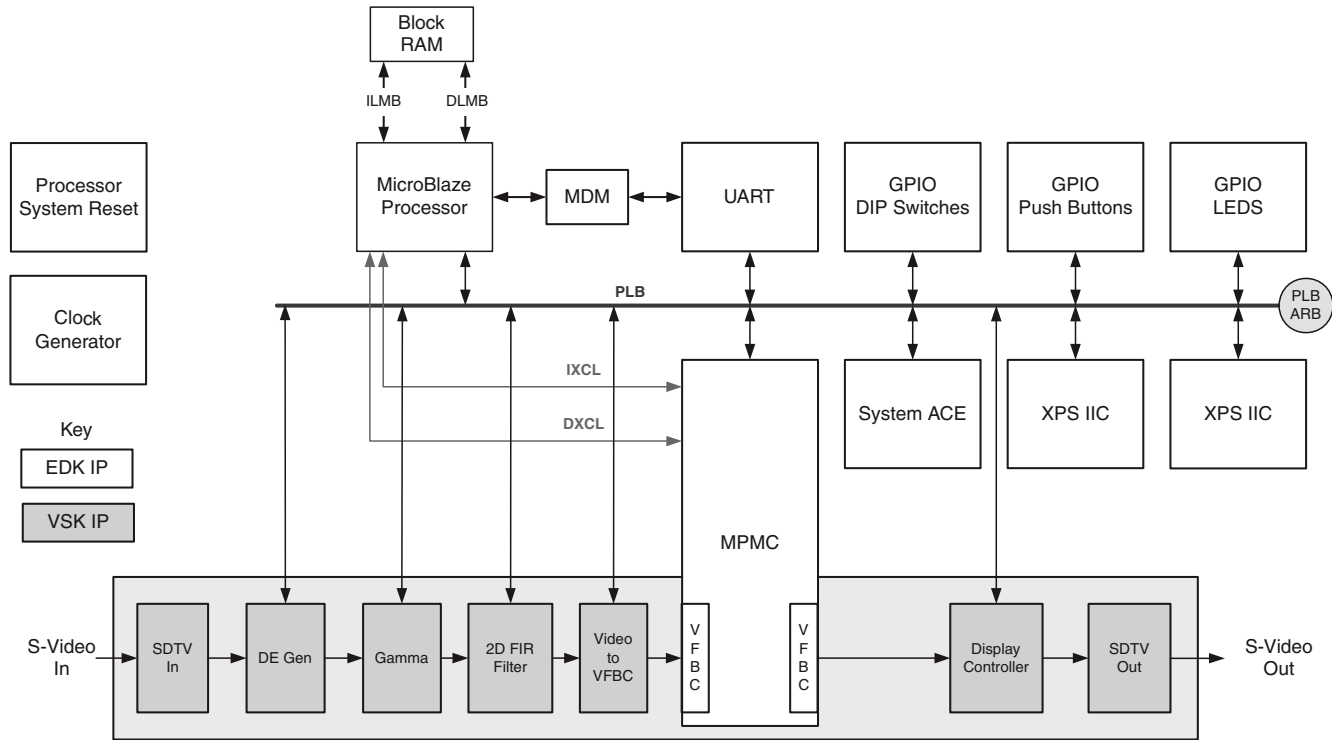 Block
RAM
ILMB
DLMB
Processor
System Reset
MicroBlaze
Processor
MDM
UART
GPIO
DIP Switches
GPIO
Push Buttons
GPIO
LEDS
PLB
PLB
ARB
Clock
Generator
IXCL
DXCL
System ACE
XPS IIC
XPS IIC
Key
EDK IP
VSK IP
MPMC
S-Video
In
SDTV
In
DE Gen
Gamma
2D FIR
Filter
Video
to
VFBC
V
F
B
C
V
F
B
C
Display
Controller
SDTV
Out
S-Video
Out